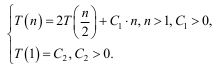 T(n) = 2T(n/2) + C₁ · n, n > 1, C₁ > 0,
T(1) = C₂, C₂ > 0.